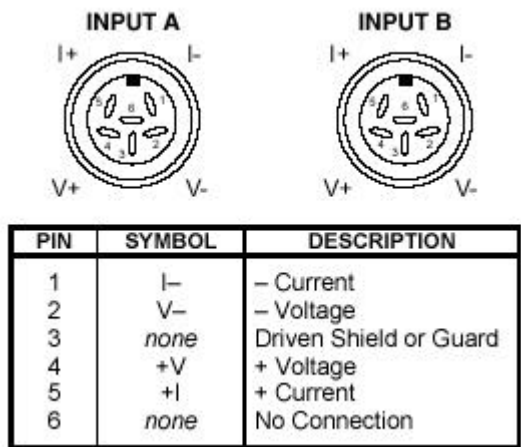 INPUT A INPUT B
I+ I- I+ I-
5 6 1 5 6 1
4 3 2 4 3 2
V+ V- V+ V-
PIN SYMBOL DESCRIPTION
1 I– – Current
2 V– – Voltage
3 none Driven Shield or Guard
4 +V + Voltage
5 +I + Current
6 none No Connection